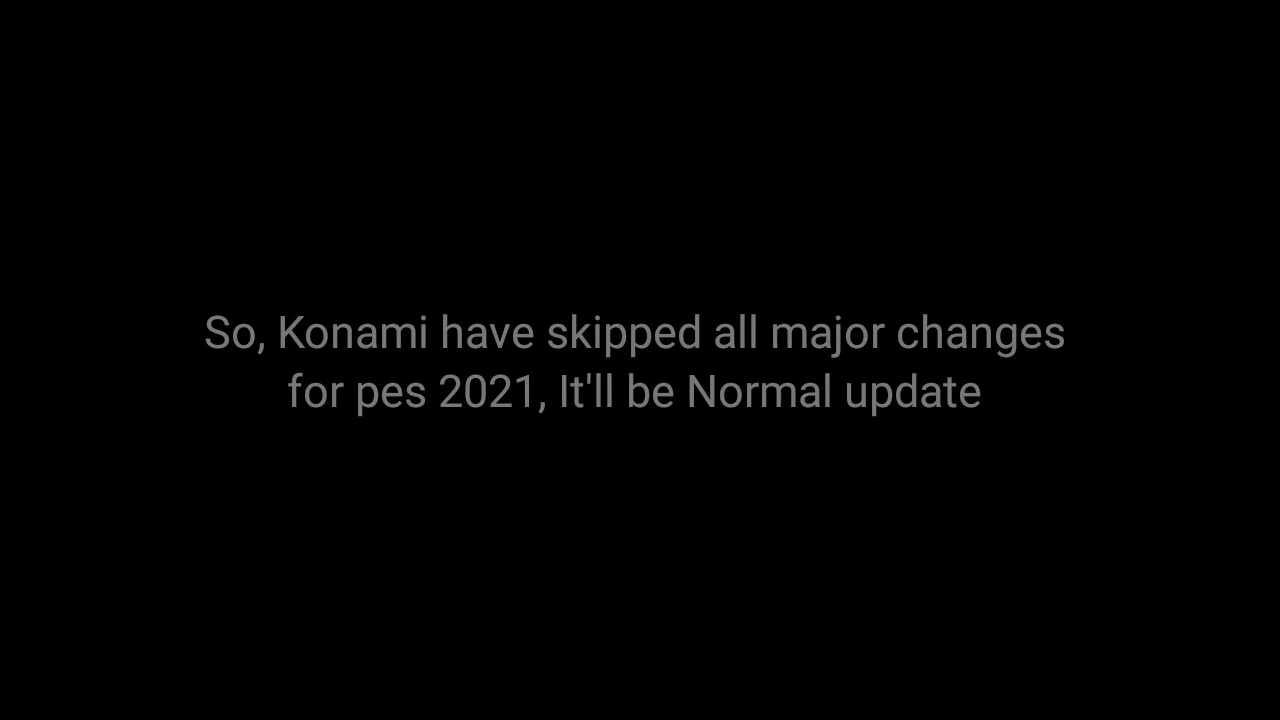 So, Konami have skipped all major changes
for pes 2021, It'll be Normal update